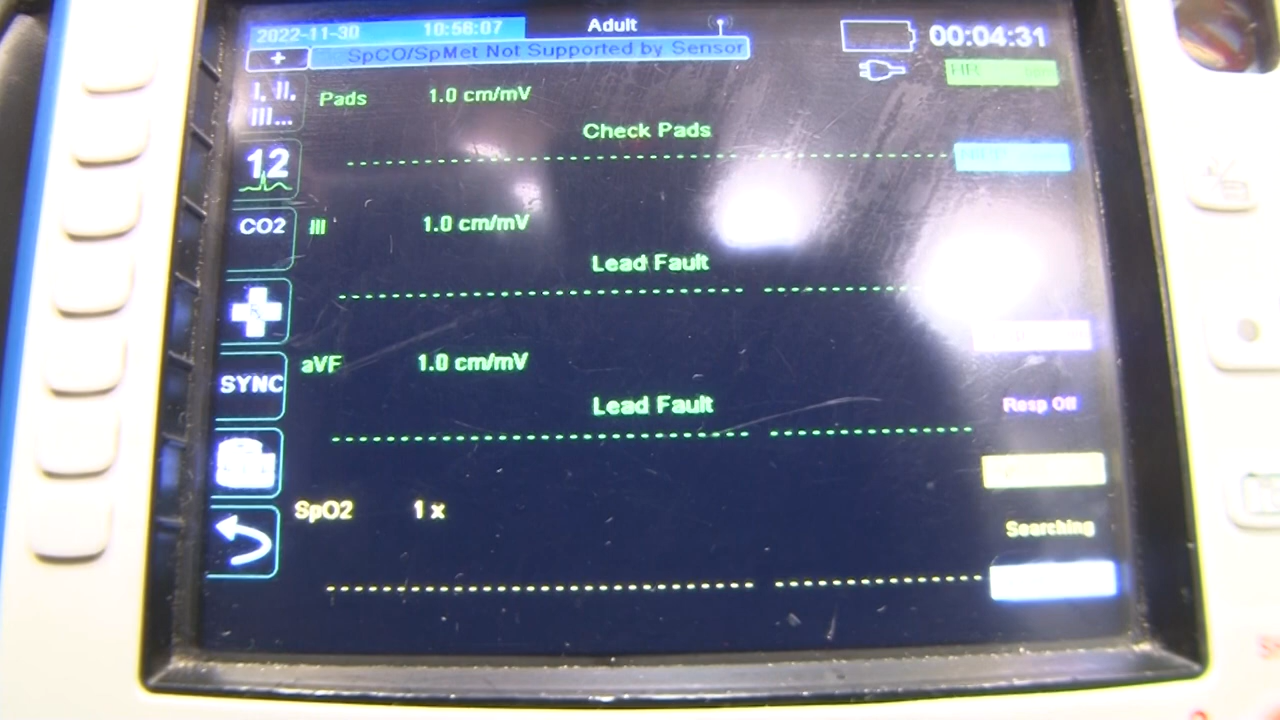 2022-11-30 10:56:07 Adult 00:04:31
+ SpCO/SpMet Not Supported by Sensor
HR
I, II, III...
Pads 1.0 cm/mV
Check Pads
12
CO2
III 1.0 cm/mV
Lead Fault
aVF 1.0 cm/mV
SYNC
Lead Fault
Resp Off
SpO2 1 x
Searching